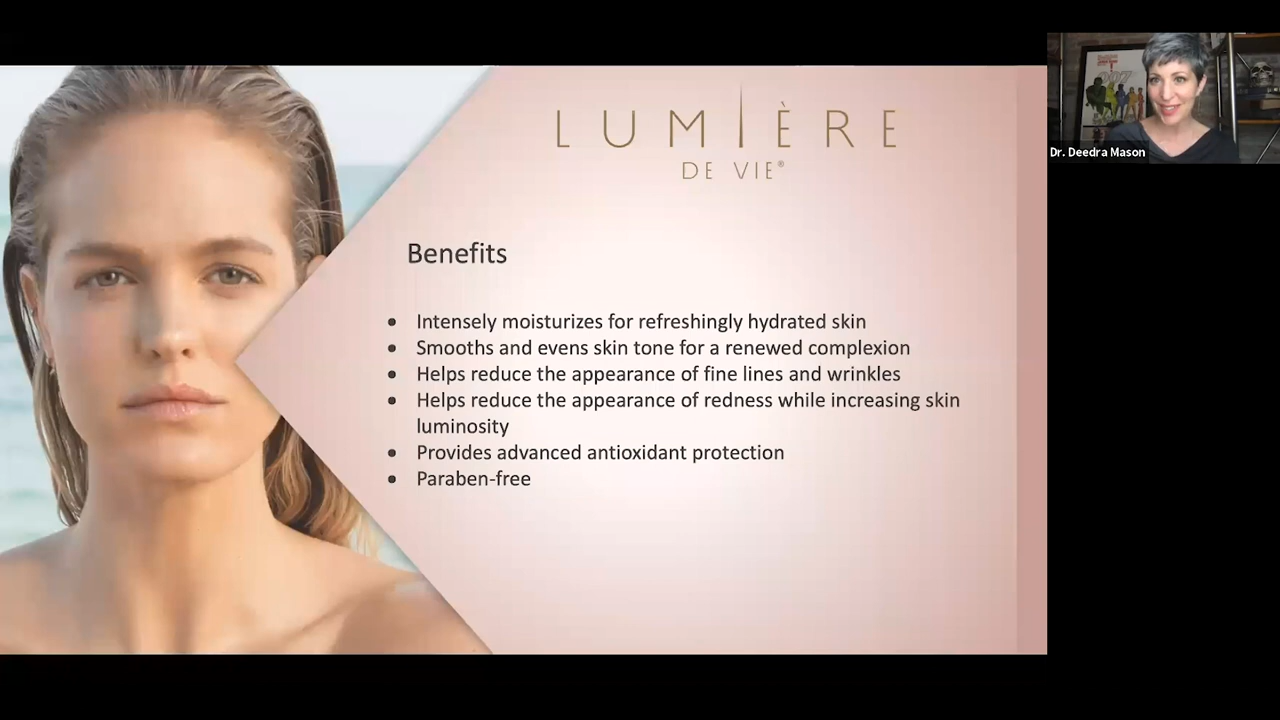 LUMIÈRE
DE VIE®
Dr. Deedra Mason
Benefits
• Intensely moisturizes for refreshingly hydrated skin
• Smooths and evens skin tone for a renewed complexion
• Helps reduce the appearance of fine lines and wrinkles
• Helps reduce the appearance of redness while increasing skin
luminosity
• Provides advanced antioxidant protection
• Paraben-free
007